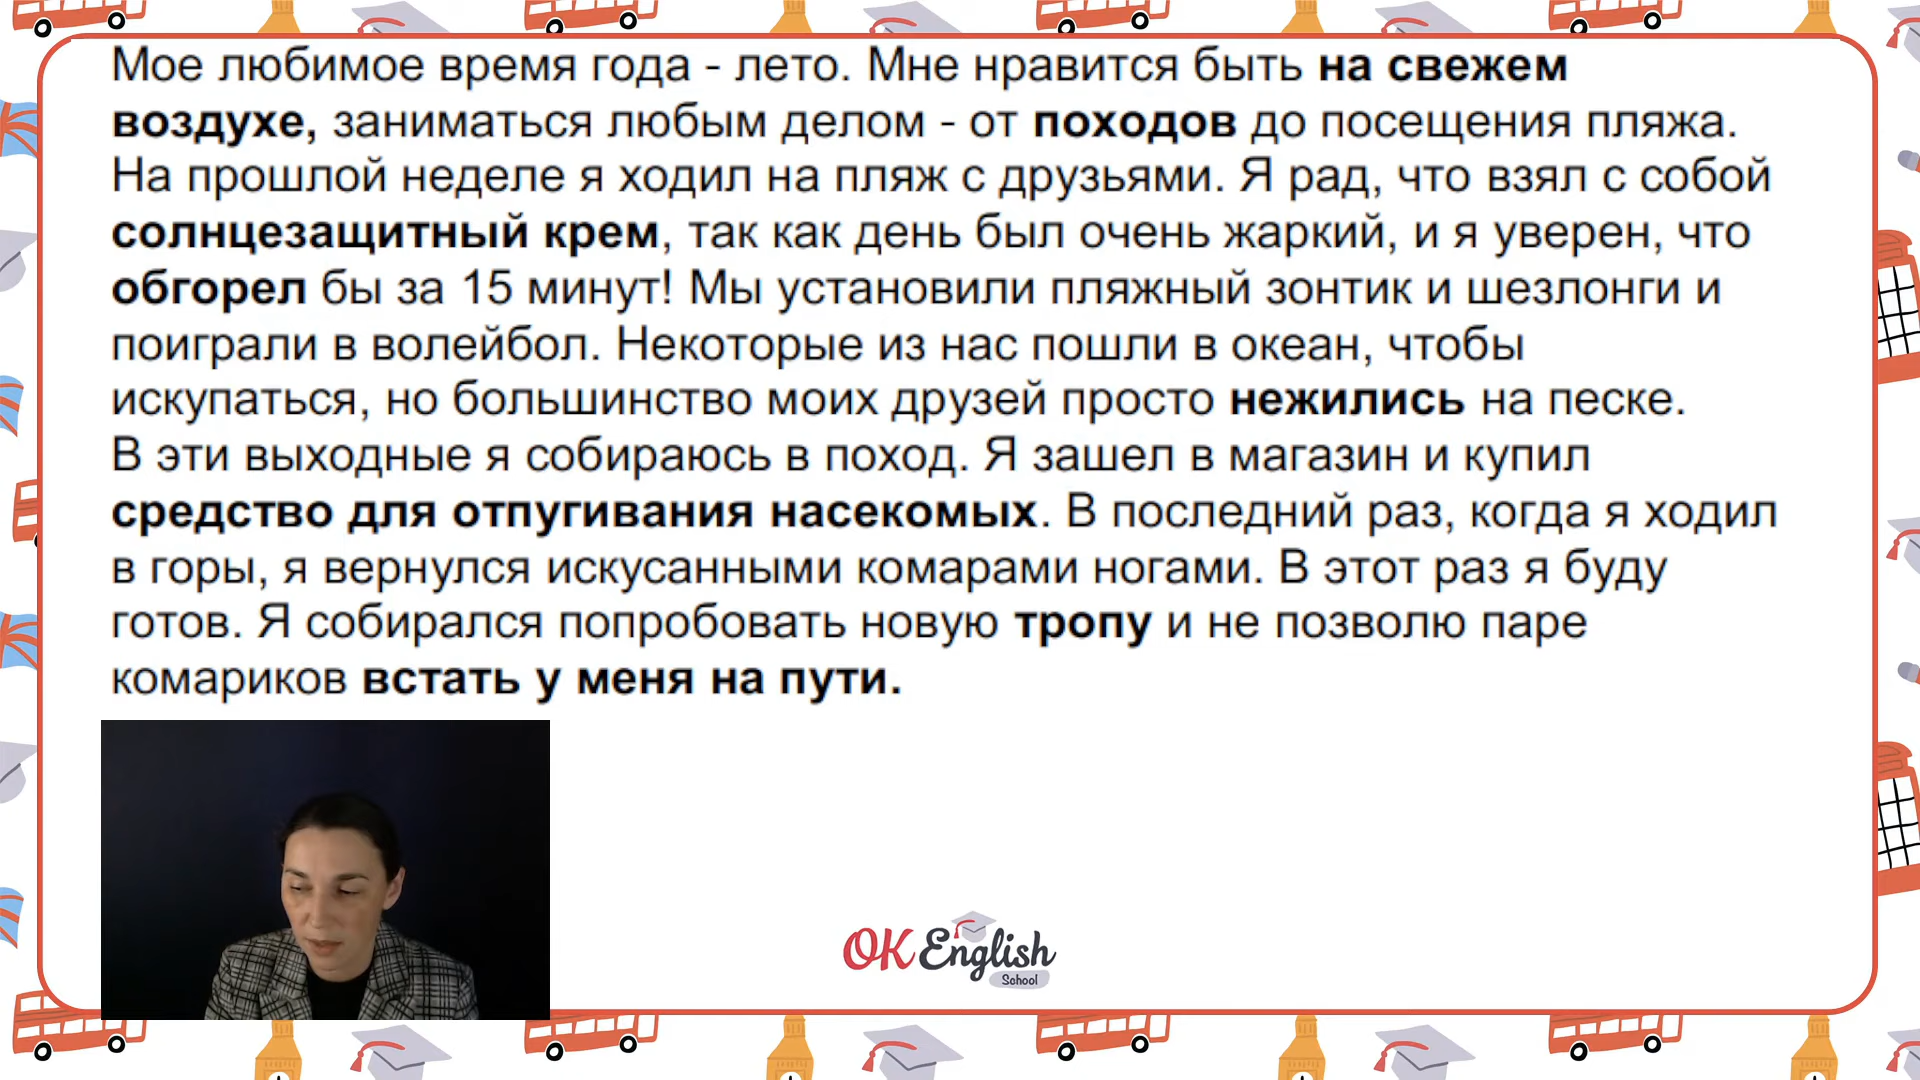 Мое любимое время года - лето. Мне нравится быть на свежем
воздухе, заниматься любым делом - от походов до посещения пляжа.
На прошлой неделе я ходил на пляж с друзьями. Я рад, что взял с собой
солнцезащитный крем, так как день был очень жаркий, и я уверен, что
обгорел бы за 15 минут! Мы установили пляжный зонтик и шезлонги и
поиграли в волейбол. Некоторые из нас пошли в океан, чтобы
искупаться, но большинство моих друзей просто нежились на песке.
В эти выходные я собираюсь в поход. Я зашел в магазин и купил
средство для отпугивания насекомых. В последний раз, когда я ходил
в горы, я вернулся искусанными комарами ногами. В этот раз я буду
готов. Я собирался попробовать новую тропу и не позволю паре
комариков встать у меня на пути.
OK English
School